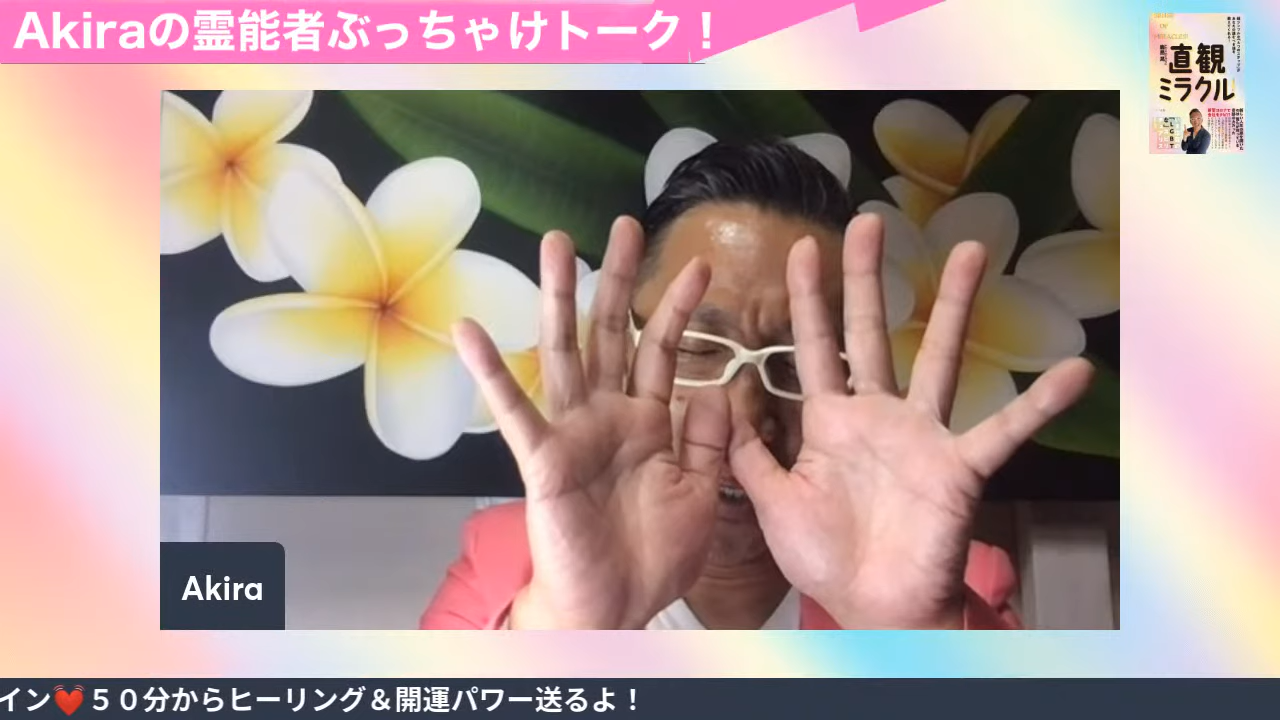 Akiraの霊能者ぶっちゃけトーク！
直観
ミラクル
LGBT
Akira
イン❤️５０分からヒーリング＆開運パワー送るよ！